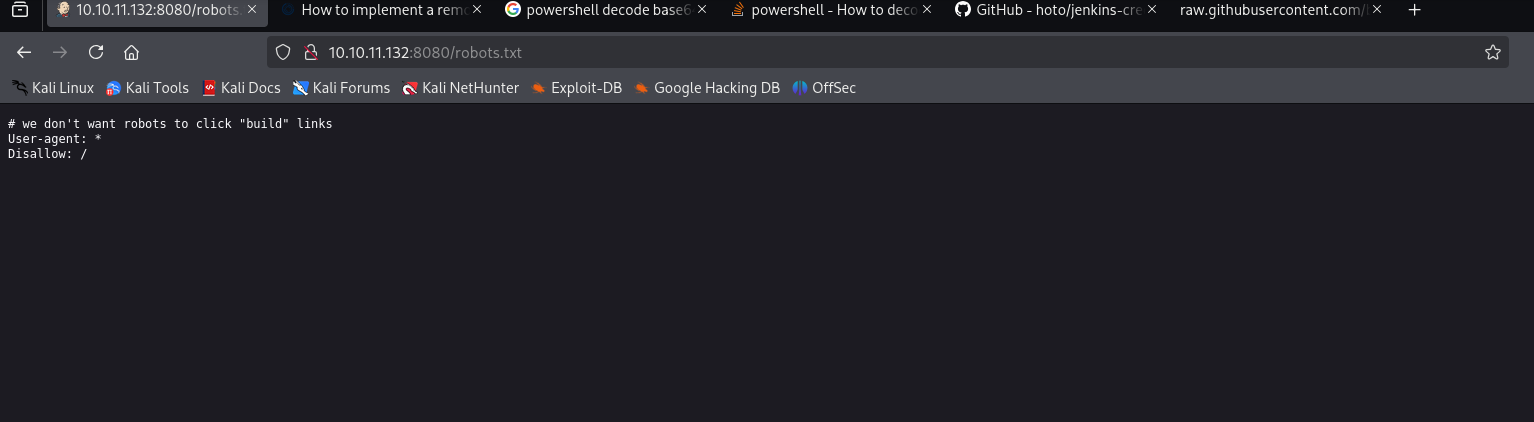 10.10.11.132:8080/robots.
How to implement a remo
powershell decode base6
powershell - How to deco
GitHub - hoto/jenkins-cre
raw.githubusercontent.com/
10.10.11.132:8080/robots.txt
Kali Linux
Kali Tools
Kali Docs
Kali Forums
Kali NetHunter
Exploit-DB
Google Hacking DB
OffSec
# we don't want robots to click "build" links
User-agent: *
Disallow: /